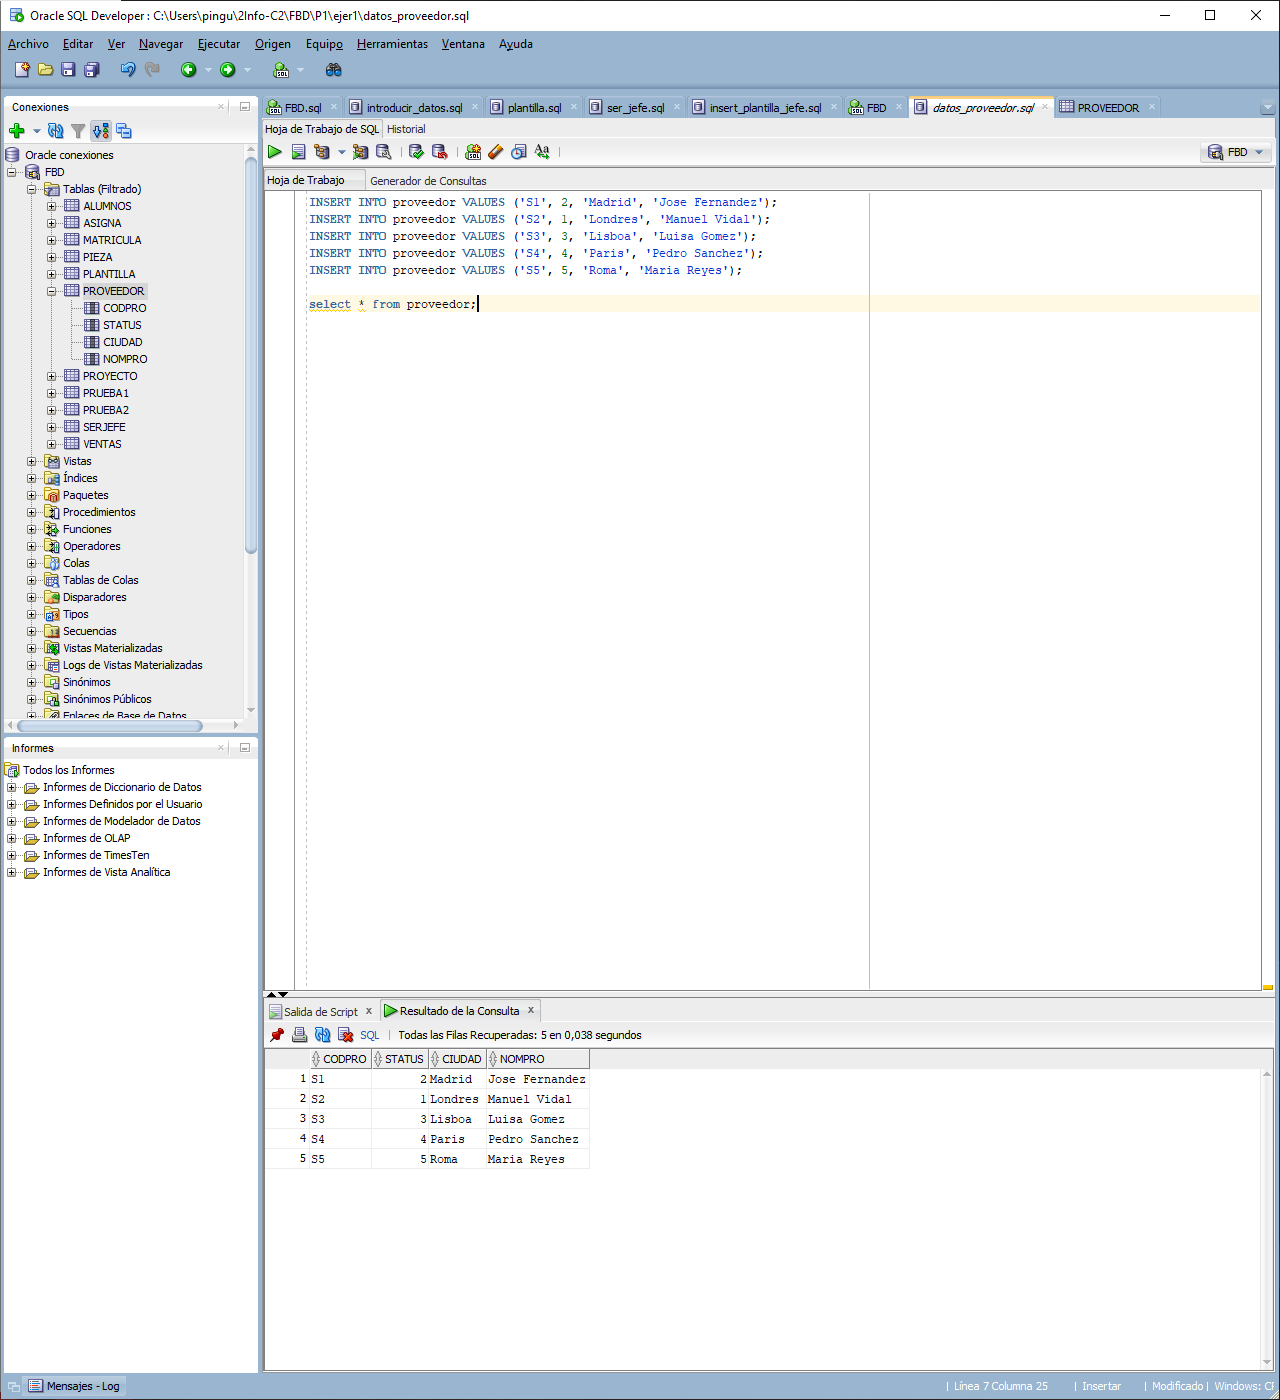 Oracle SQL Developer : C:\Users\pingu\2Info-C2\FBD\P1\ejer1\datos_proveedor.sql
Archivo Editar Ver Navegar Ejecutar Origen Equipo Herramientas Ventana Ayuda
Conexiones
Oracle conexiones
FBD
Tablas (Filtrado)
ALUMNOS
ASIGNA
MATRICULA
PIEZA
PLANTILLA
PROVEEDOR
CODPRO
STATUS
CIUDAD
NOMPRO
PROYECTO
PRUEBA1
PRUEBA2
SERJEFE
VENTAS
Vistas
Índices
Paquetes
Procedimientos
Funciones
Operadores
Colas
Tablas de Colas
Disparadores
Tipos
Secuencias
Vistas Materializadas
Logs de Vistas Materializadas
Sinónimos
Sinónimos Públicos
Enlaces de Base de Datos
Informes
Todos los Informes
Informes de Diccionario de Datos
Informes Definidos por el Usuario
Informes de Modelador de Datos
Informes de OLAP
Informes de TimesTen
Informes de Vista Analítica
FBD.sql introducir_datos.sql plantilla.sql ser_jefe.sql insert_plantilla_jefe.sql FBD datos_proveedor.sql PROVEEDOR
Hoja de Trabajo de SQL Historial
FBD
Hoja de Trabajo Generador de Consultas
INSERT INTO proveedor VALUES ('S1', 2, 'Madrid', 'Jose Fernandez');
INSERT INTO proveedor VALUES ('S2', 1, 'Londres', 'Manuel Vidal');
INSERT INTO proveedor VALUES ('S3', 3, 'Lisboa', 'Luisa Gomez');
INSERT INTO proveedor VALUES ('S4', 4, 'Paris', 'Pedro Sanchez');
INSERT INTO proveedor VALUES ('S5', 5, 'Roma', 'Maria Reyes');
select * from proveedor;
Salida de Script x Resultado de la Consulta x
SQL | Todas las Filas Recuperadas: 5 en 0,038 segundos
CODPRO STATUS CIUDAD NOMPRO
1 S1 2 Madrid Jose Fernandez
2 S2 1 Londres Manuel Vidal
3 S3 3 Lisboa Luisa Gomez
4 S4 4 Paris Pedro Sanchez
5 S5 5 Roma Maria Reyes
Mensajes - Log
| Línea 7 Columna 25 | Insertar | Modificado | Windows: CF